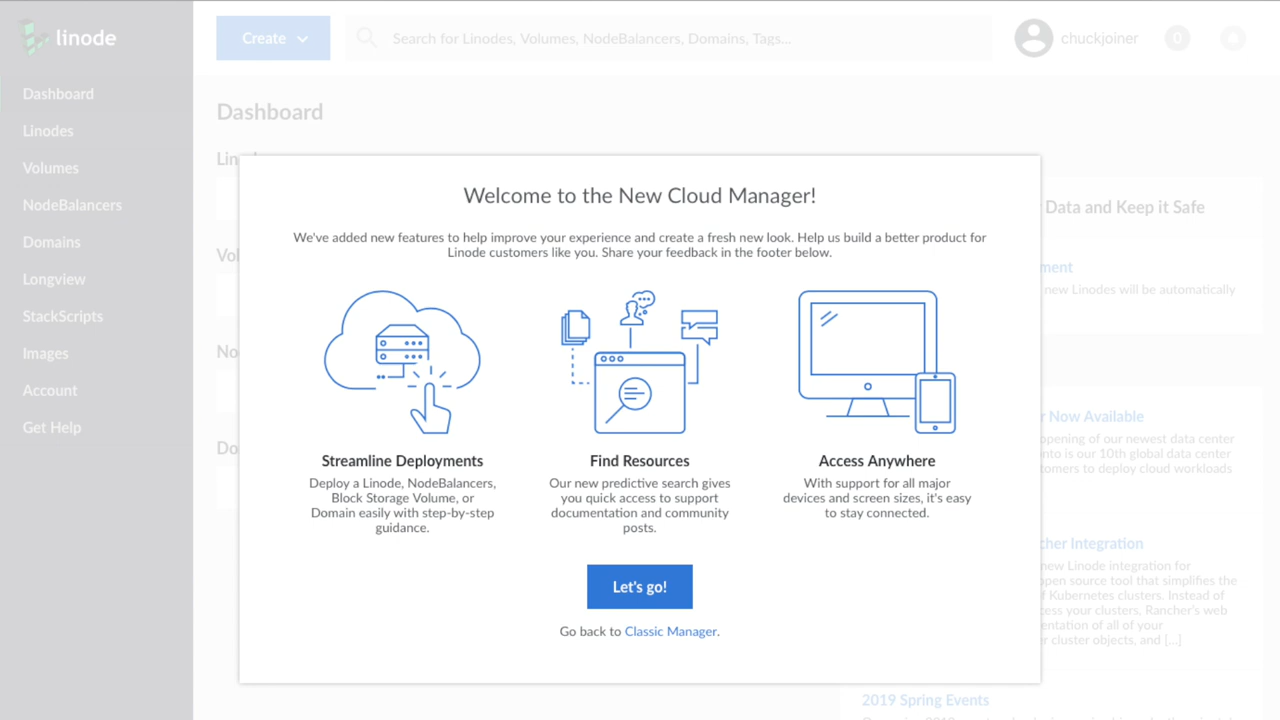 linode
Create
Search for Linodes, Volumes, NodeBalancers, Domains, Tags...
chuckjoiner
Dashboard
Linodes
Volumes
NodeBalancers
Domains
Longview
StackScripts
Images
Account
Get Help
Dashboard
Lin
Vol
No
Do
Welcome to the New Cloud Manager!
We've added new features to help improve your experience and create a fresh new look. Help us build a better product for
Linode customers like you. Share your feedback in the footer below.
Streamline Deployments
Deploy a Linode, NodeBalancers,
Block Storage Volume, or
Domain easily with step-by-step
guidance.
Find Resources
Our new predictive search gives
you quick access to support
documentation and community
posts.
Access Anywhere
With support for all major
devices and screen sizes, it's easy
to stay connected.
Let's go!
Go back to Classic Manager.
Data and Keep it Safe
ment
new Linodes will be automatically
r Now Available
opening of our newest data center
onto is our 10th global data center
tomers to deploy cloud workloads
cher Integration
new Linode integration for
open source tool that simplifies the
f Kubernetes clusters. Instead of
cess your clusters, Rancher's web
entation of all of your
r cluster objects, and [...]
2019 Spring Events